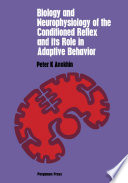 Biology and
Neurophysiology of the
Conditioned Reflex
and Its Role in
Adaptive Behavior
Peter K Anokhin
Pergamon Press